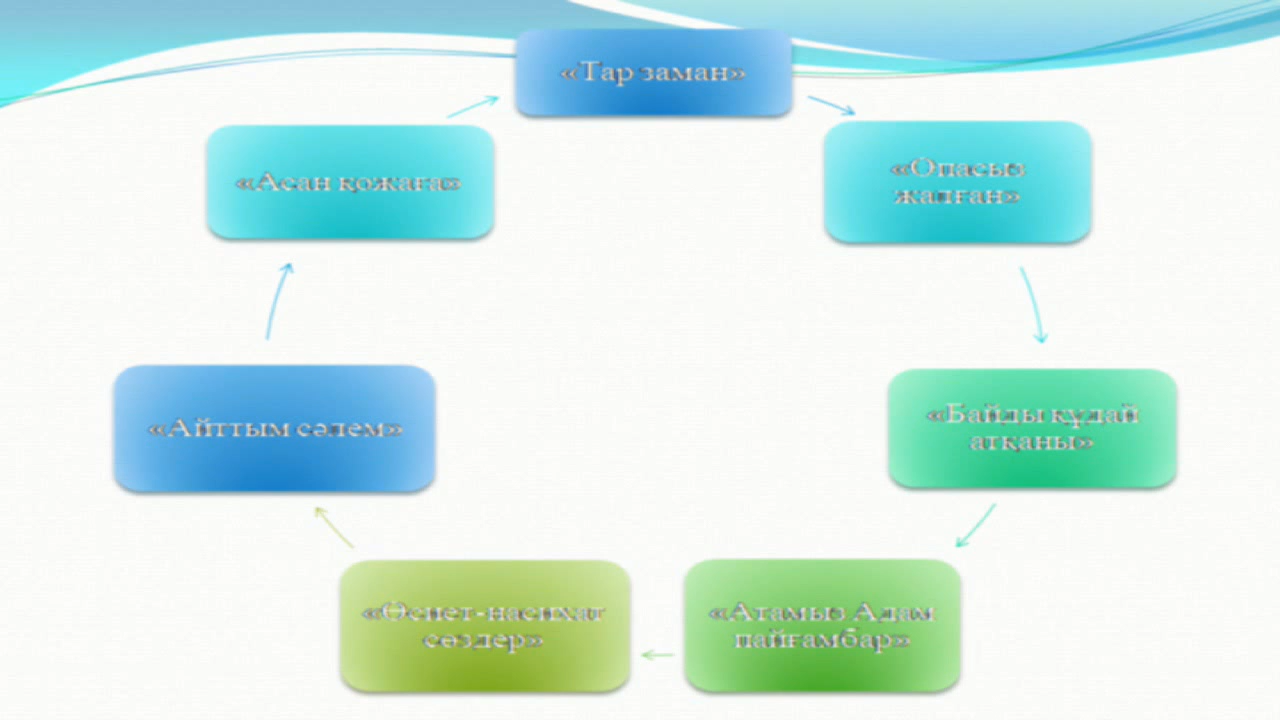 «Тар заман»
«Опасыз
жалған»
«Байды құдай
атқаны»
«Атамыз Адам
пайғамбар»
«Өсиет-насихат
сөздер»
«Айттым сәлем»
«Асан қожаға»